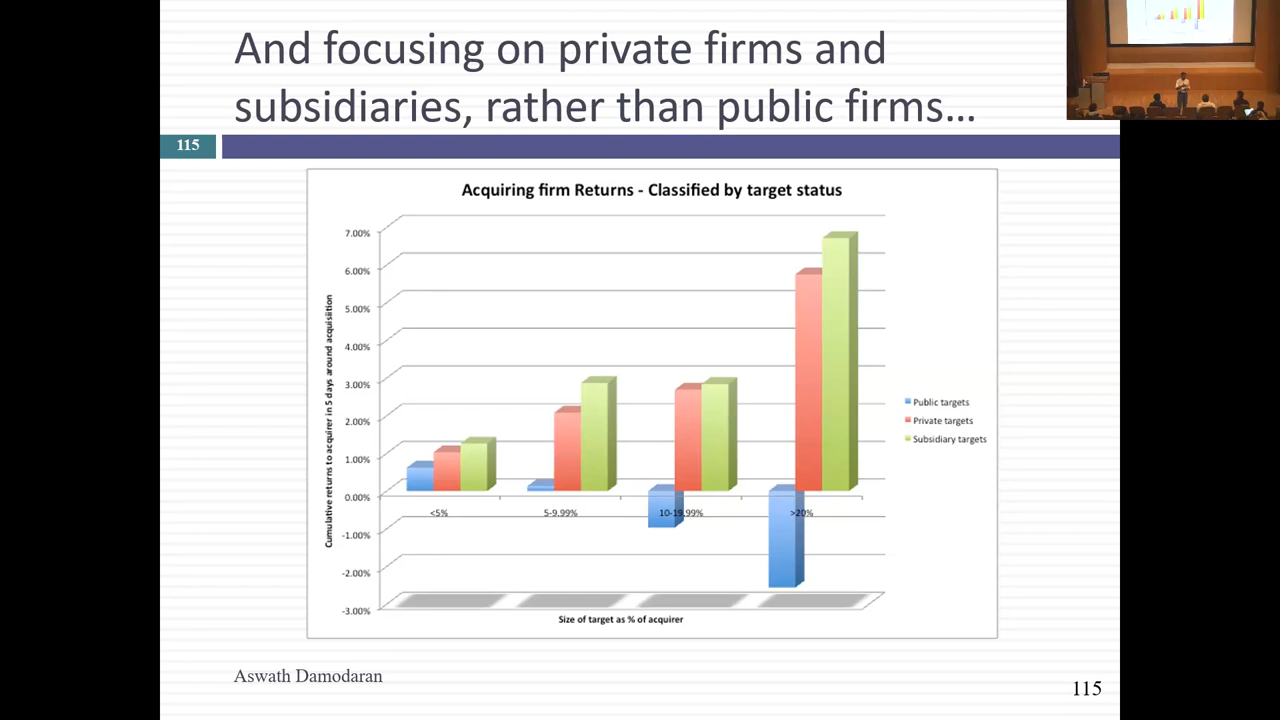 And focusing on private firms and
subsidiaries, rather than public firms…
115
Acquiring firm Returns - Classified by target status
7.00%
6.00%
5.00%
4.00%
3.00%
2.00%
1.00%
0.00%
-1.00%
-2.00%
-3.00%
Cumulative returns to acquirer in 5 days around acquisition
<5%
5-9.99%
10-19.99%
>20%
Size of target as % of acquirer
Public targets
Private targets
Subsidiary targets
Aswath Damodaran
115